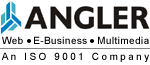 ANGLER
Web • E-Business • Multimedia
An ISO 9001 Company